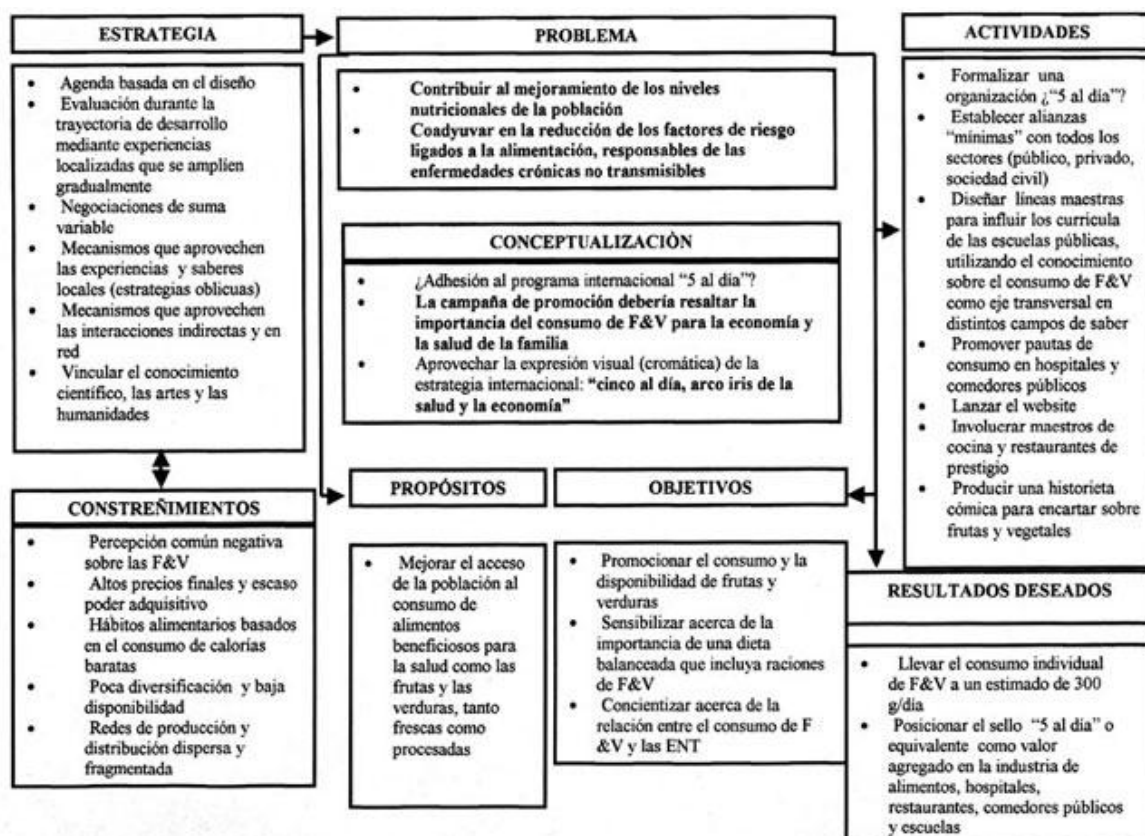 ESTRATEGIA
• Agenda basada en el diseño
• Evaluación durante la
trayectoria de desarrollo
mediante experiencias
localizadas que se amplíen
gradualmente
• Negociaciones de suma
variable
• Mecanismos que aprovechen
las experiencias y saberes
locales (estrategias oblicuas)
• Mecanismos que aprovechen
las interacciones indirectas y en
red
• Vincular el conocimiento
científico, las artes y las
humanidades
CONSTREÑIMIENTOS
• Percepción común negativa
sobre las F&V
• Altos precios finales y escaso
poder adquisitivo
• Hábitos alimentarios basados
en el consumo de calorías
baratas
• Poca diversificación y baja
disponibilidad
• Redes de producción y
distribución dispersa y
fragmentada
PROBLEMA
• Contribuir al mejoramiento de los niveles
nutricionales de la población
• Coadyuvar en la reducción de los factores de riesgo
ligados a la alimentación, responsables de las
enfermedades crónicas no transmisibles
CONCEPTUALIZACIÒN
• ¿Adhesión al programa internacional “5 al día”?
• La campaña de promoción debería resaltar la
importancia del consumo de F&V para la economía y
la salud de la familia
• Aprovechar la expresión visual (cromática) de la
estrategia internacional: “cinco al día, arco iris de la
salud y la economía”
PROPÓSITOS
• Mejorar el acceso
de la población al
consumo de
alimentos
beneficiosos para
la salud como las
frutas y las
verduras, tanto
frescas como
procesadas
OBJETIVOS
• Promocionar el consumo y la
disponibilidad de frutas y
verduras
• Sensibilizar acerca de la
importancia de una dieta
balanceada que incluya raciones
de F&V
• Concientizar acerca de la
relación entre el consumo de F
&V y las ENT
ACTIVIDADES
• Formalizar una
organización ¿“5 al día”?
• Establecer alianzas
“mínimas” con todos los
sectores (público, privado,
sociedad civil)
• Diseñar líneas maestras
para influir los curricula
de las escuelas públicas,
utilizando el conocimiento
sobre el consumo de F&V
como eje transversal en
distintos campos de saber
• Promover pautas de
consumo en hospitales y
comedores públicos
• Lanzar el website
• Involucrar maestros de
cocina y restaurantes de
prestigio
• Producir una historieta
cómica para encartar sobre
frutas y vegetales
RESULTADOS DESEADOS
• Llevar el consumo individual
de F&V a un estimado de 300
g/día
• Posicionar el sello “5 al día” o
equivalente como valor
agregado en la industria de
alimentos, hospitales,
restaurantes, comedores públicos
y escuelas